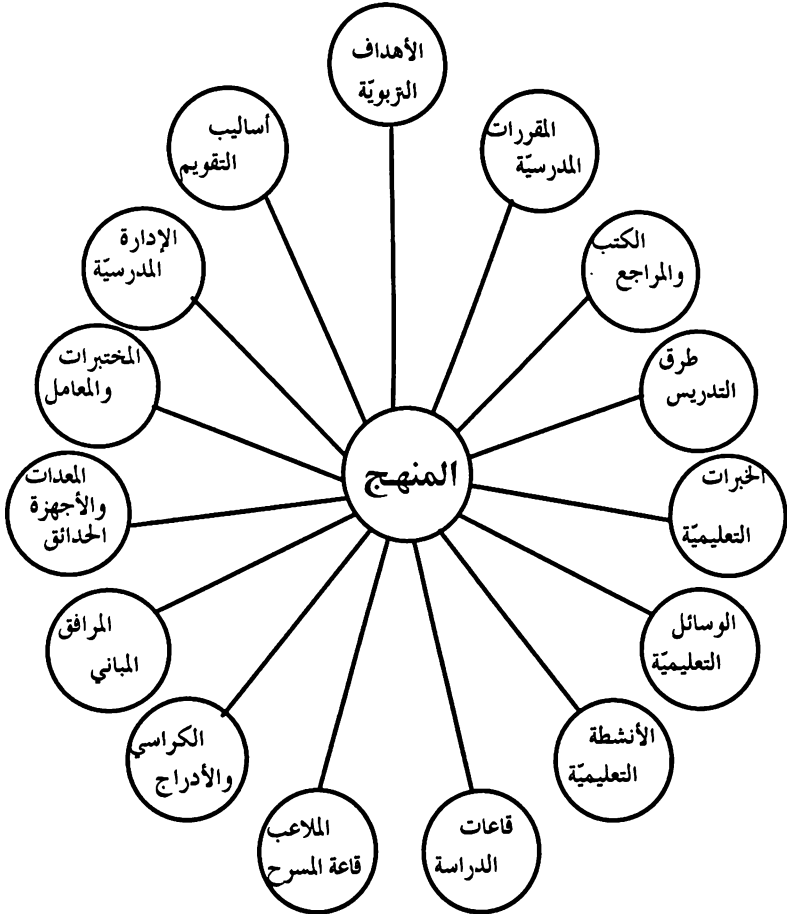 الأهداف
التربويّة
المقررات
المدرسيّة
الكتب
والمراجع
طرق
التدريس
الخبرات
التعليميّة
الوسائل
التعليميّة
الأنشطة
التعليميّة
قاعات
الدراسة
الملاعب
قاعة المسرح
الكراسي
والأدراج
المرافق
المباني
المعدات
والأجهزة
الحدائق
المختبرات
والمعامل
الإدارة
المدرسيّة
أساليب
التقويم
المنهج